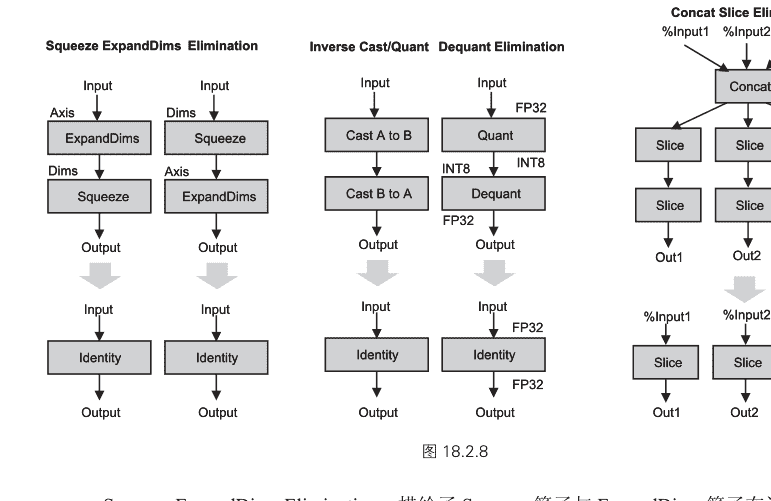 Squeeze ExpandDims Elimination
Input
Axis
ExpandDims
Dims
Squeeze
Output
Input
Identity
Output
Input
Dims
Squeeze
Axis
ExpandDims
Output
Input
Identity
Output
Inverse Cast/Quant Dequant Elimination
Input
Cast A to B
Cast B to A
Output
Input
Identity
Output
Input
FP32
Quant
INT8
INT8
Dequant
FP32
Output
Input
FP32
Identity
FP32
Output
Concat Slice
%Input1 %Input2
Concat
Slice
Slice
Out1
Slice
Slice
Out2
%Input1
Slice
Out1
%Input2
Slice
Out2
图 18.2.8